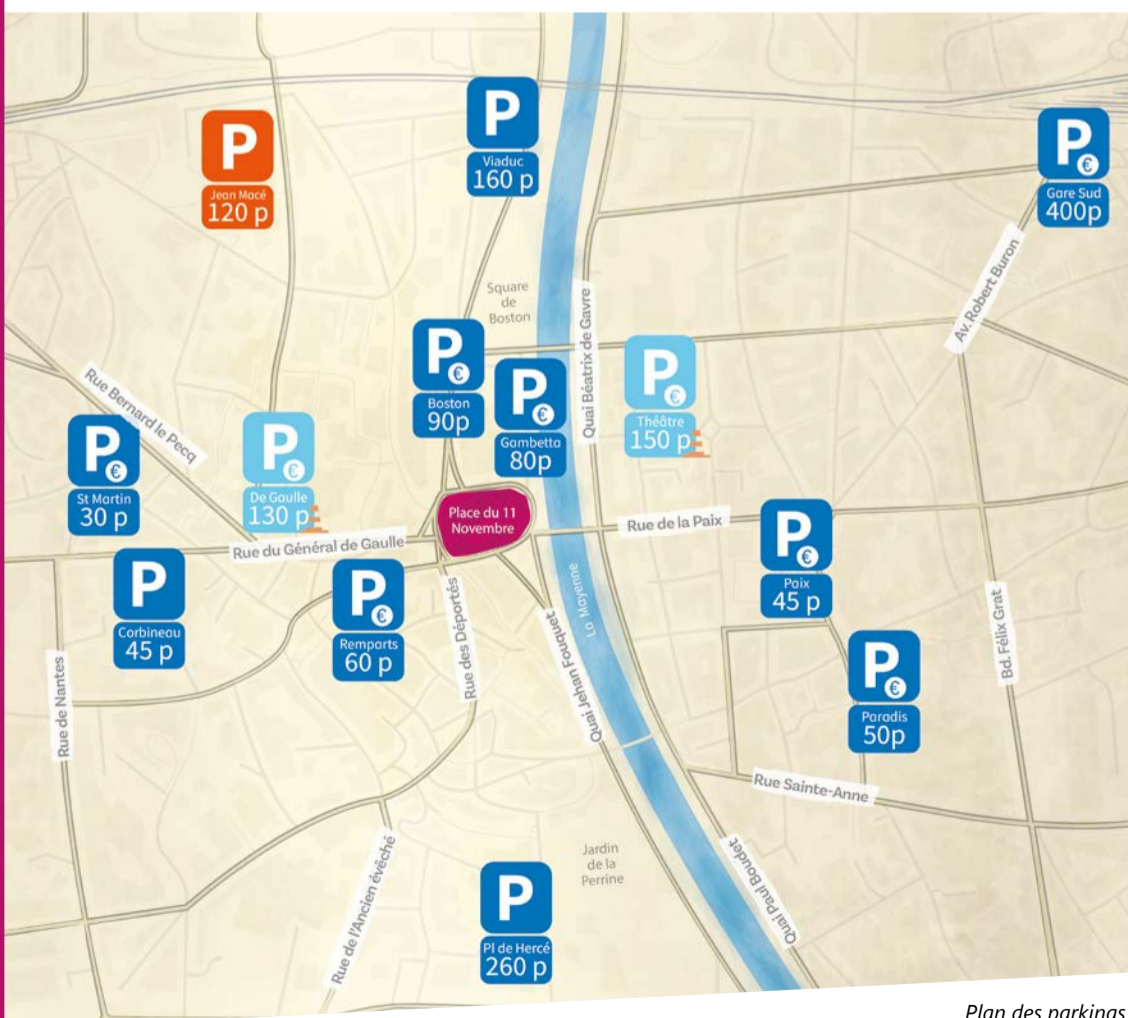 P
Viaduc
160 p
P
Jean Macé
120 p
P
€
Gare Sud
400p
Av. Robert Buron
Square
de
Boston
Quai Béatrix de Gavre
P
€
Boston
90p
P
€
Gambetta
80p
P
€
Théâtre
150 p
Rue Bernard le Pecq
P
€
St Martin
30 p
P
€
De Gaulle
130 p
Place du 11
Novembre
Rue de la Paix
Rue du Général de Gaulle
P
€
Paix
45 p
P
Corbineau
45 p
P
€
Remparts
60 p
Rue des Déportés
La Mayenne
Quai Jehan Fouquet
Bd. Félix Grat
P
€
Paradis
50p
Rue de Nantes
Rue Sainte-Anne
Jardin
de la
Perrine
Quai Paul Boudet
Rue de l'Ancien évêché
P
Pl de Hercé
260 p
Plan des parkings